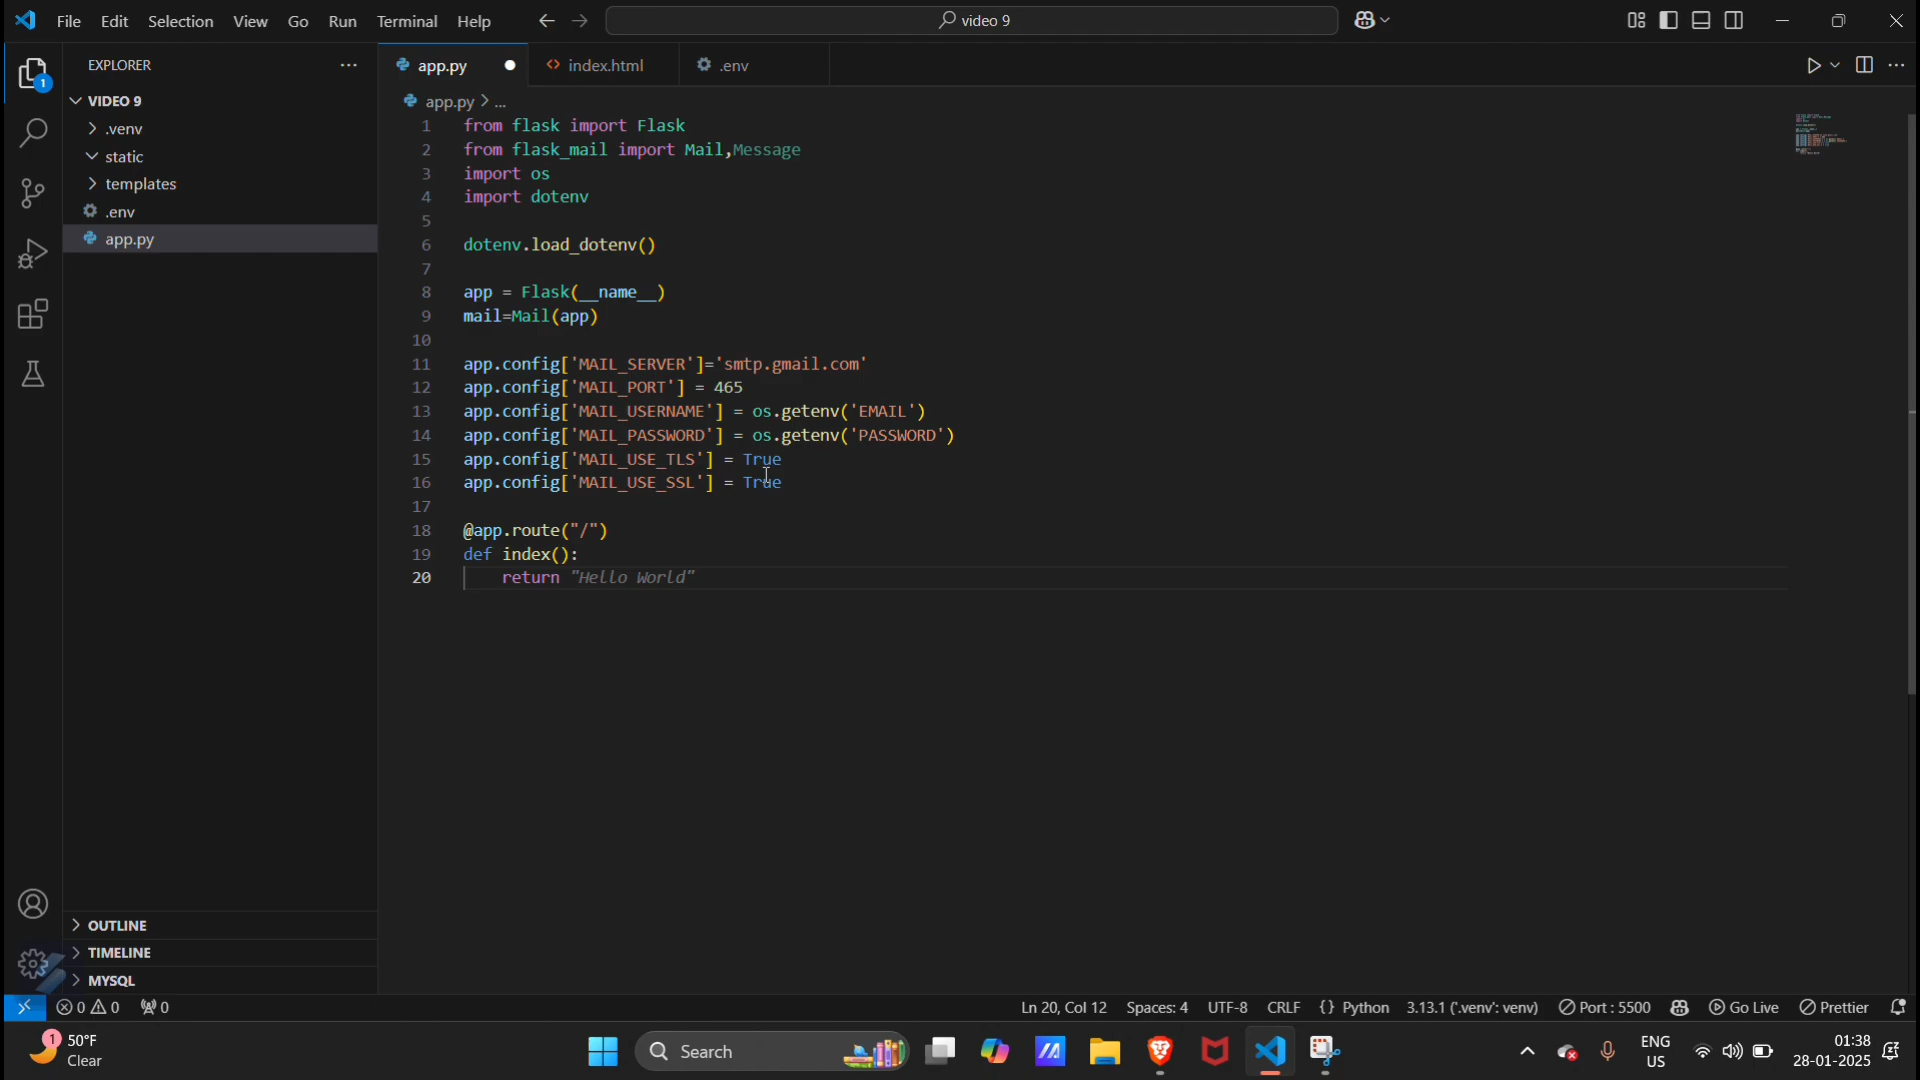 File Edit Selection View Go Run Terminal Help
video 9
EXPLORER
app.py
index.html
.env
VIDEO 9
.venv
static
templates
.env
app.py
app.py > ...
1 from flask import Flask
2 from flask_mail import Mail,Message
3 import os
4 import dotenv
5
6 dotenv.load_dotenv()
7
8 app = Flask(__name__)
9 mail=Mail(app)
10
11 app.config['MAIL_SERVER']='smtp.gmail.com'
12 app.config['MAIL_PORT'] = 465
13 app.config['MAIL_USERNAME'] = os.getenv('EMAIL')
14 app.config['MAIL_PASSWORD'] = os.getenv('PASSWORD')
15 app.config['MAIL_USE_TLS'] = True
16 app.config['MAIL_USE_SSL'] = True
17
18 @app.route("/")
19 def index():
20     return "Hello World"
OUTLINE
TIMELINE
MYSQL
0 0 0
Ln 20, Col 12 Spaces: 4 UTF-8 CRLF {} Python 3.13.1 ('.venv': venv) Port : 5500 Go Live Prettier
1
1
50°F
Clear
Search
ENG
US
01:38
28-01-2025